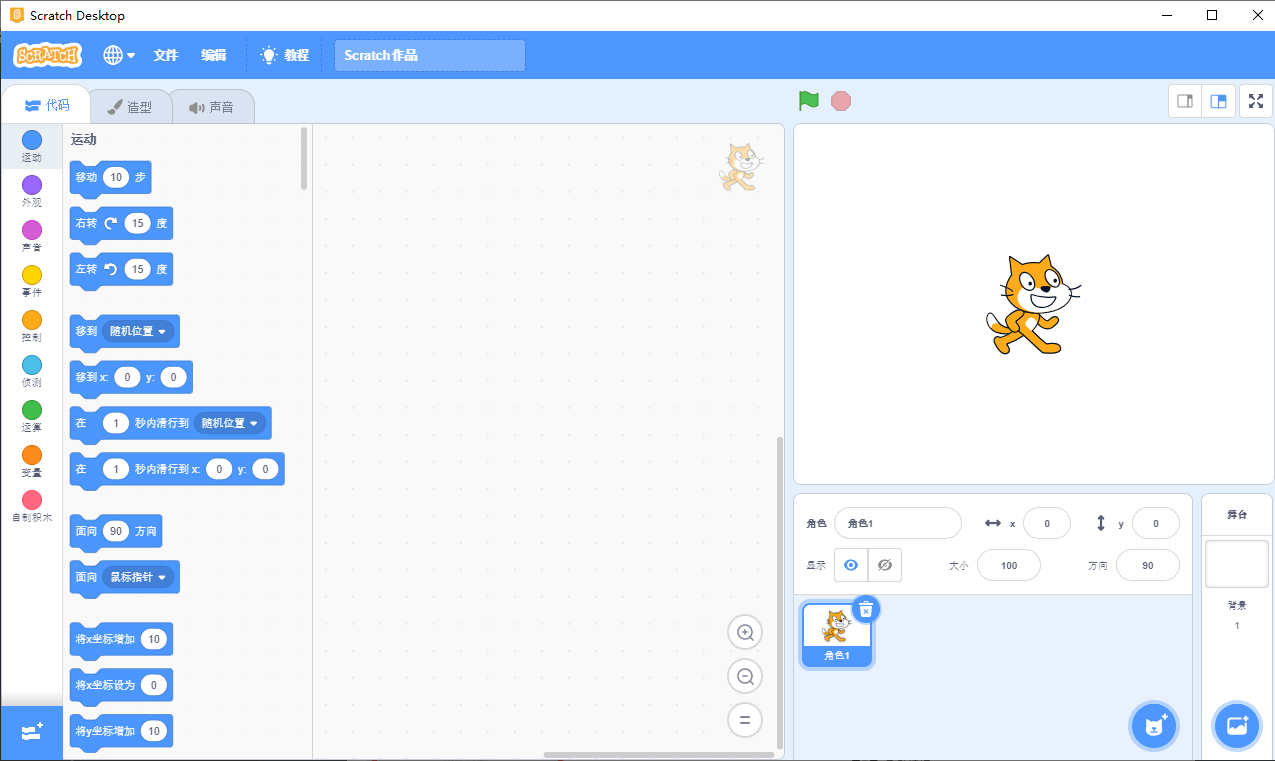 Scratch Desktop
SCRATCH 文件 编辑 教程 Scratch作品
代码 造型 声音
运动
外观
声音
事件
控制
侦测
运算
变量
自制积木
运动
移动 10 步
右转 15 度
左转 15 度
移到 随机位置
移到 x: 0 y: 0
在 1 秒内滑行到 随机位置
在 1 秒内滑行到 x: 0 y: 0
面向 90 方向
面向 鼠标指针
将x坐标增加 10
将x坐标设为 0
将y坐标增加 10
角色 角色1 x 0 y 0
显示 大小 100 方向 90
角色1
舞台
背景
1